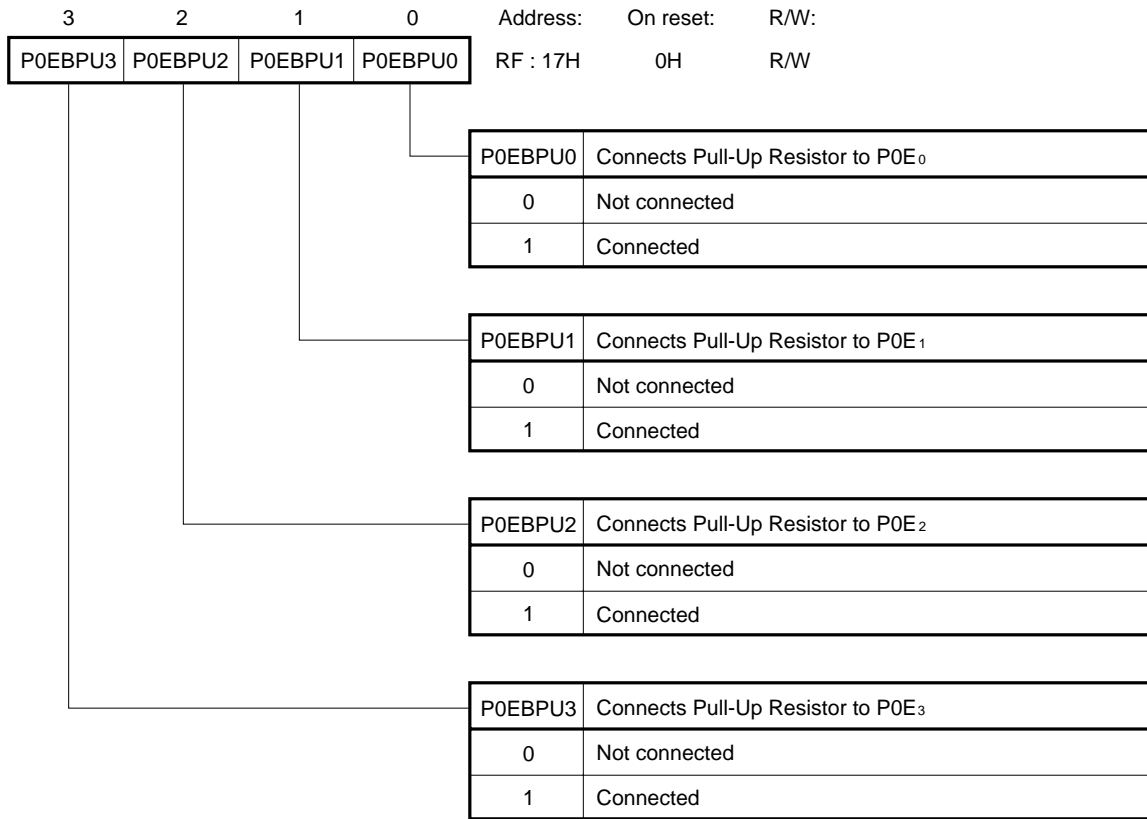 3 2 1 0 Address: On reset: R/W:
P0EBPU3 P0EBPU2 P0EBPU1 P0EBPU0 RF : 17H 0H R/W
P0EBPU0 Connects Pull-Up Resistor to P0E₀
0 Not connected
1 Connected
P0EBPU1 Connects Pull-Up Resistor to P0E₁
0 Not connected
1 Connected
P0EBPU2 Connects Pull-Up Resistor to P0E₂
0 Not connected
1 Connected
P0EBPU3 Connects Pull-Up Resistor to P0E₃
0 Not connected
1 Connected